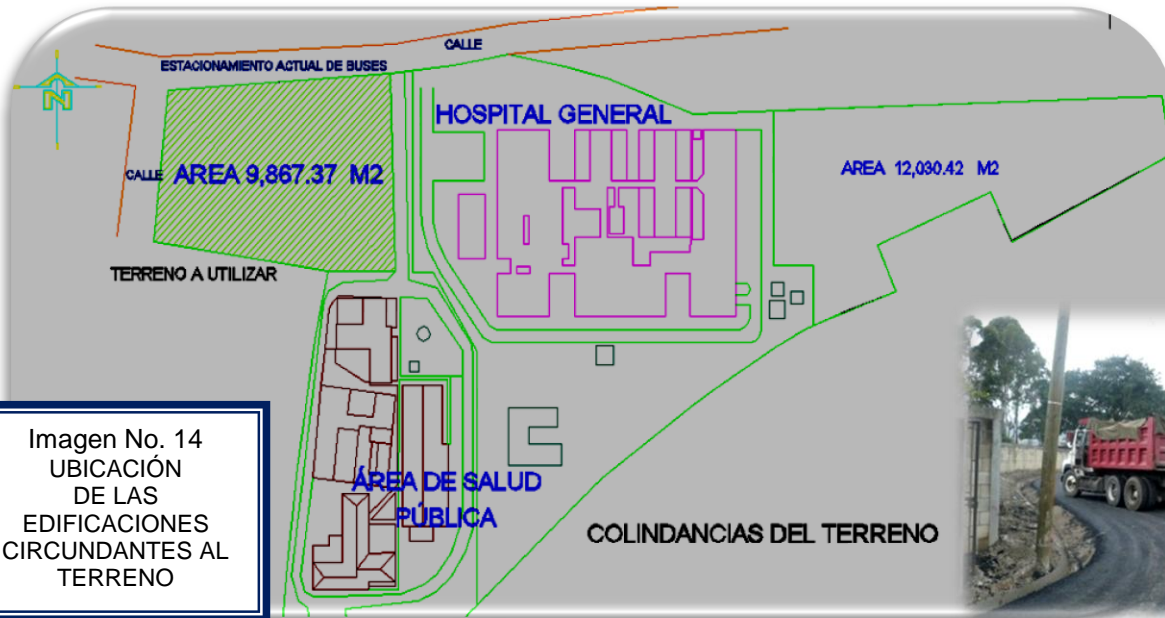 CALLE
ESTACIONAMIENTO ACTUAL DE BUSES
N
HOSPITAL GENERAL
CALLE
AREA 9,867.37 M2
AREA 12,030.42 M2
TERRENO A UTILIZAR
Imagen No. 14
UBICACIÓN
DE LAS
EDIFICACIONES
CIRCUNDANTES AL
TERRENO
ÁREA DE SALUD
PÚBLICA
COLINDANCIAS DEL TERRENO